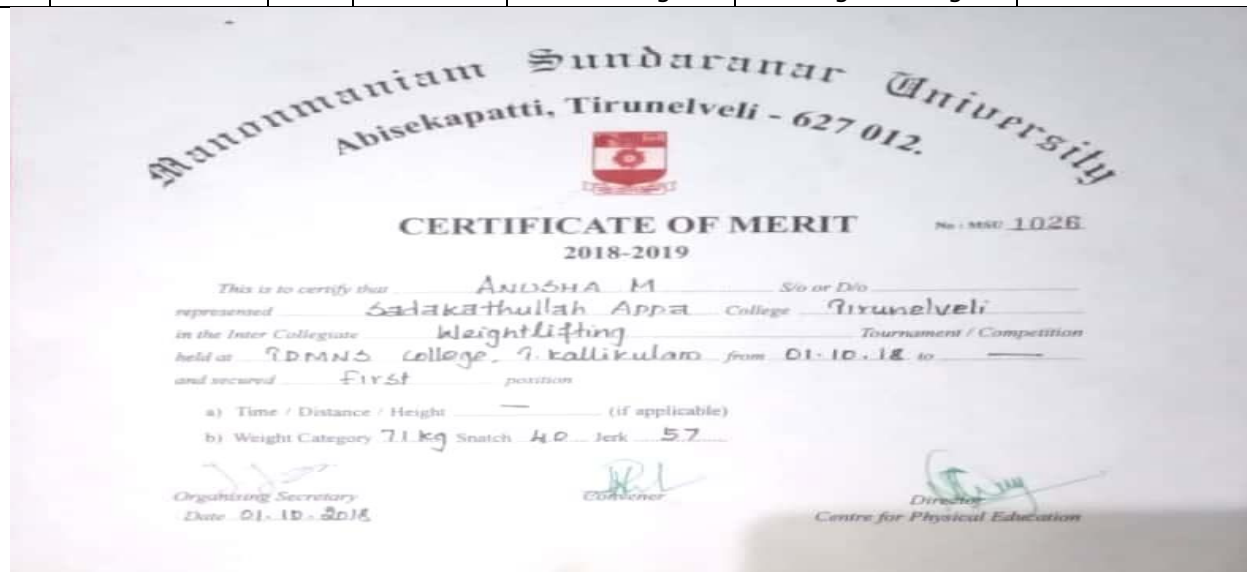 Manonmaniam Sundaranar University
Abisekapatti, Tirunelveli - 627 012.
CERTIFICATE OF MERIT No : MSU 1026
2018-2019
This is to certify that ANUSHA M S/o or D/o
represented Sadakathullah Appa College Tirunelveli
in the Inter Collegiate Weightlifting Tournament / Competition
held at TDMNS College, T. Kallikulam from 01.10.18 to —
and secured First position
a) Time / Distance / Height — (if applicable)
b) Weight Category 71 kg Snatch 40 Jerk 57
Organising Secretary Convener Director
Date 01-10-2018 Centre for Physical Education